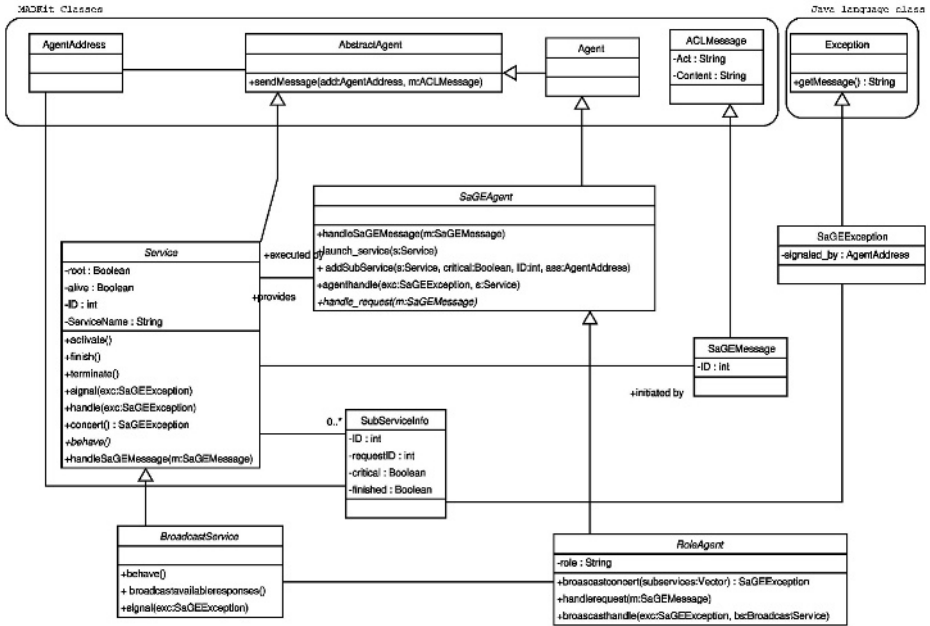 MADKit Classes
Java language class
AgentAddress
AbstractAgent
+sendMessage(add:AgentAddress, m:ACLMessage)
Agent
ACLMessage
-Act : String
-Content : String
Exception
+getMessage() : String
SaGEAgent
+handleSaGEMessage(m:SaGEMessage)
+launch_service(s:Service)
+ addSubService(s:Service, critical:Boolean, ID:int, ass:AgentAddress)
+agenthandle(exc:SaGEException, s:Service)
+handle_request(m:SaGEMessage)
SaGEException
-signaled_by : AgentAddress
Service
-root : Boolean
-alive : Boolean
-ID : int
-ServiceName : String
+activate()
+finish()
+terminate()
+signal(exc:SaGEException)
+handle(exc:SaGEException)
+concert() : SaGEException
+behave()
+handleSaGEMessage(m:SaGEMessage)
+executed by
+provides
SaGEMessage
-ID : int
+initiated by
0..*
SubServiceInfo
-ID : int
-requestID : int
-critical : Boolean
-finished : Boolean
BroadcastService
+behave()
+ broadcastavailableresponses()
+signal(exc:SaGEException)
RoleAgent
-role : String
+broascastconcert(subservices:Vector) : SaGEException
+handlerequest(m:SaGEMessage)
+broascasthandle(exc:SaGEException, bs:BroadcastService)